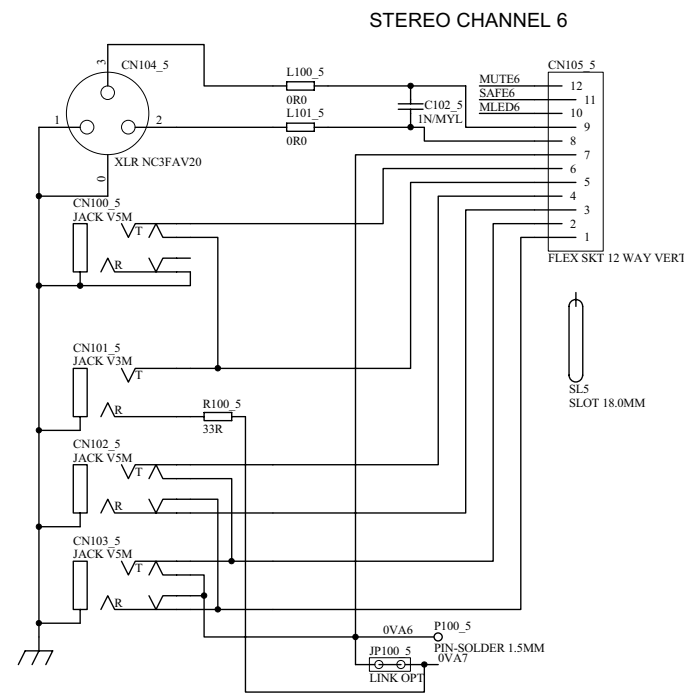 STEREO CHANNEL 6
CN104_5
3
1
2
0
XLR NC3FAV20
L100_5
0R0
L101_5
0R0
C102_5
1N/MYL
CN105_5
MUTE6
SAFE6
MLED6
12
11
10
9
8
7
6
5
4
3
2
1
FLEX SKT 12 WAY VERT
CN100_5
JACK V5M
T
R
CN101_5
JACK V3M
T
R
R100_5
33R
SL5
SLOT 18.0MM
CN102_5
JACK V5M
T
R
CN103_5
JACK V5M
T
R
0VA6
P100_5
PIN-SOLDER 1.5MM
JP100_5
0VA7
LINK OPT